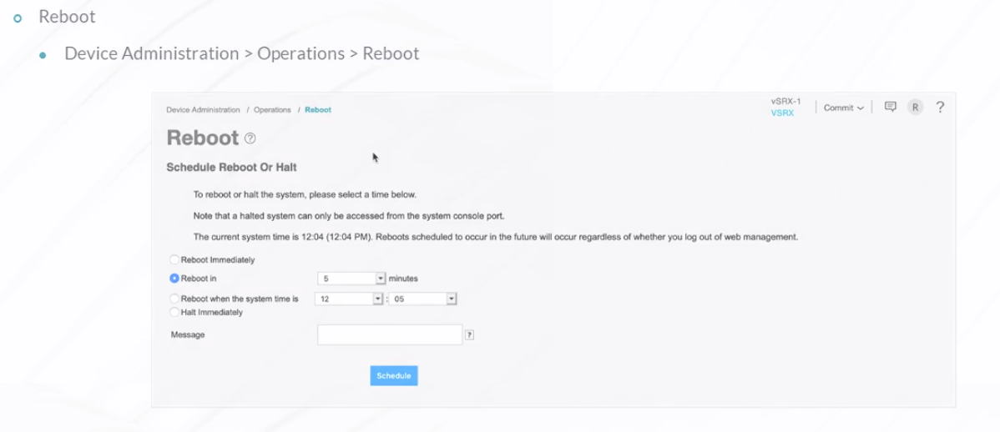 Reboot
Device Administration > Operations > Reboot
Device Administration / Operations / Reboot
vSRX-1
VSRX
Commit
R
?
Reboot ?
Schedule Reboot Or Halt
To reboot or halt the system, please select a time below.
Note that a halted system can only be accessed from the system console port.
The current system time is 12:04 (12:04 PM). Reboots scheduled to occur in the future will occur regardless of whether you log out of web management.
Reboot Immediately
Reboot in 5 minutes
Reboot when the system time is 12 : 05
Halt Immediately
Message ?
Schedule